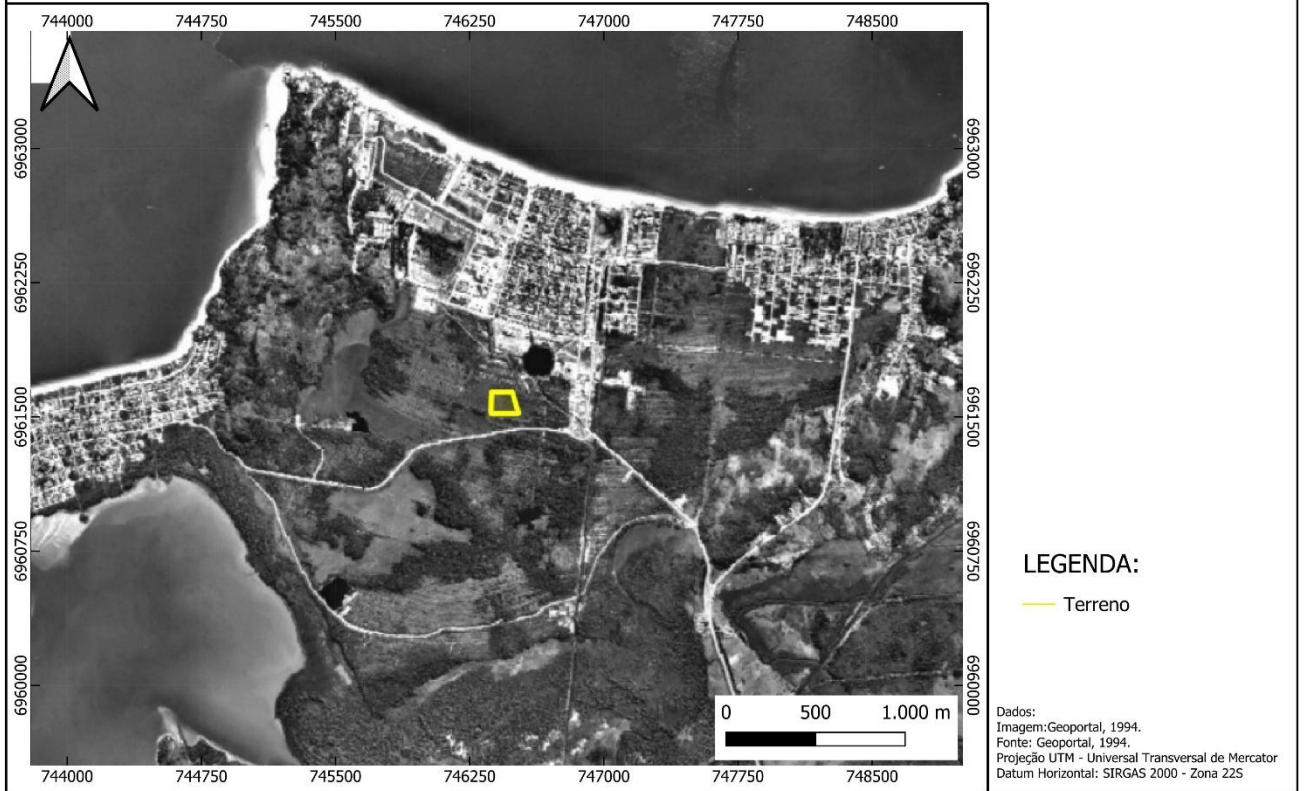 744000 744750 745500 746250 747000 747750 748500
6963000 6963000
6962250 6962250
6961500 6961500
6960750 6960750
6960000 6960000
0 500 1.000 m
744000 744750 745500 746250 747000 747750 748500
LEGENDA:
Terreno
Dados:
Imagem:Geoportal, 1994.
Fonte: Geoportal, 1994.
Projeção UTM - Universal Transversal de Mercator
Datum Horizontal: SIRGAS 2000 - Zona 22S